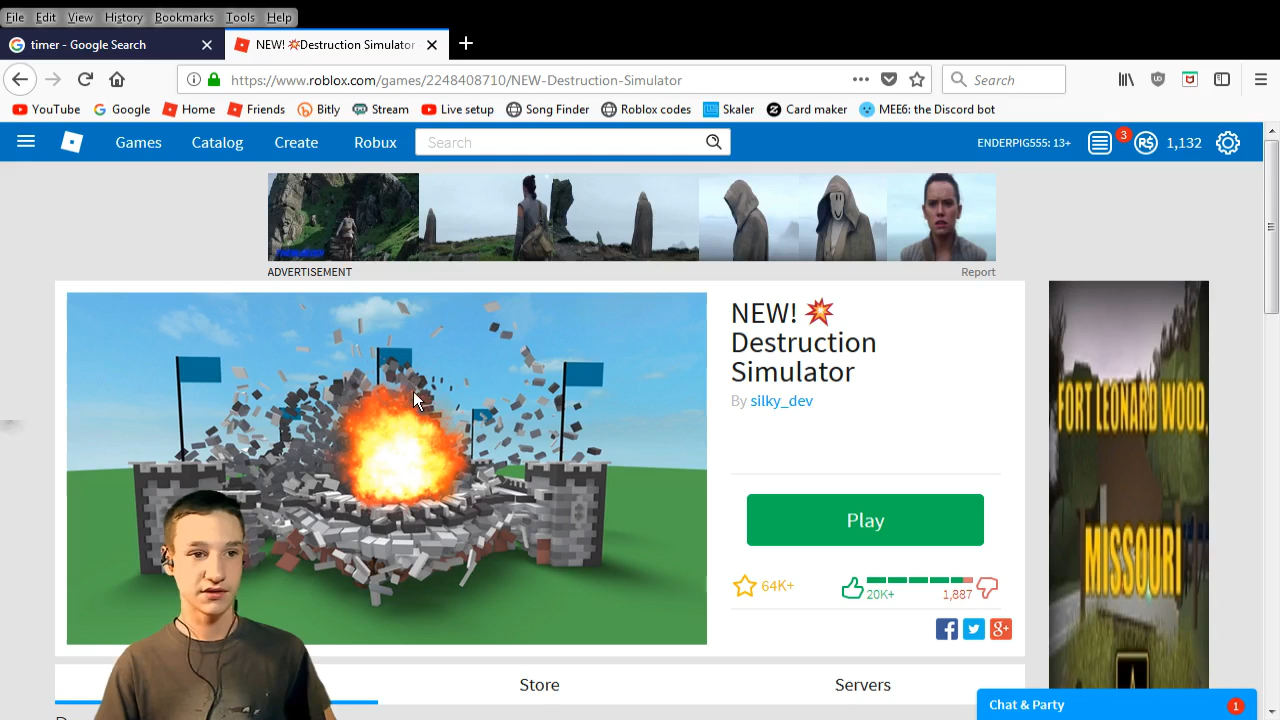 File Edit View History Bookmarks Tools Help
timer - Google Search
NEW! 💥Destruction Simulator
https://www.roblox.com/games/2248408710/NEW-Destruction-Simulator
Search
YouTube Google Home Friends Bitly Stream Live setup Song Finder Roblox codes Skaler Card maker MEE6: the Discord bot
Games Catalog Create Robux Search ENDERPIG555: 13+ 3 R$ 1,132
ADVERTISEMENT Report
NEW! 💥
Destruction
Simulator
By silky_dev
Play
64K+ 20K+ 1,887
FORT LEONARD WOOD,
MISSOURI
Store Servers
Chat & Party 1